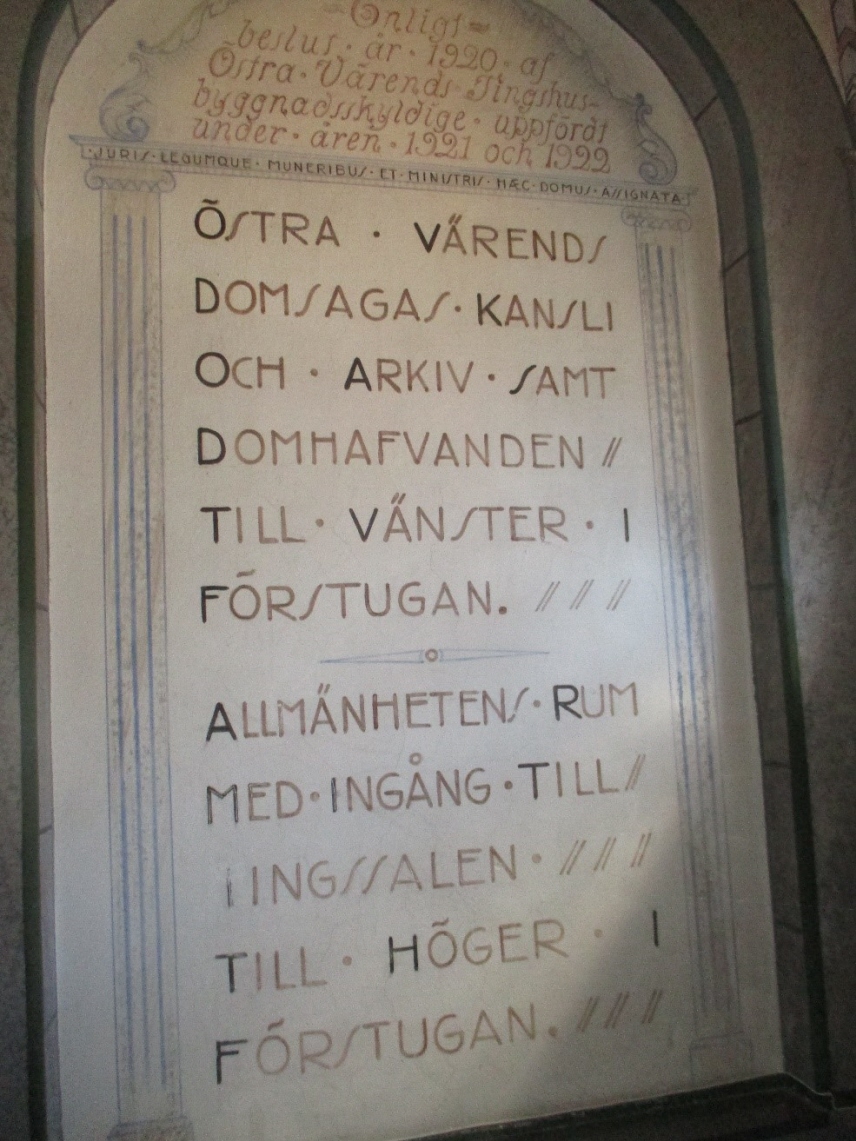 Enligt
beslut · år · 1920 · af
Östra · Värends · Tingshus-
byggnadsskyldige · uppfördt
under · åren · 1921 och 1922
· JURIS · LEGUMQUE · MUNERIBUS · ET · MINISTRIS · HÆC · DOMUS · ASSIGNATA ·
ÖSTRA · VÄRENDS
DOMSAGAS · KANSLI
OCH · ARKIV · SAMT
DOMHAFVANDEN //
TILL · VÄNSTER · I
FÖRSTUGAN. // // //
ALLMÄNHETENS · RUM
MED · INGÅNG · TILL //
TINGSSALEN · // // //
TILL · HÖGER · I
FÖRSTUGAN. // // //